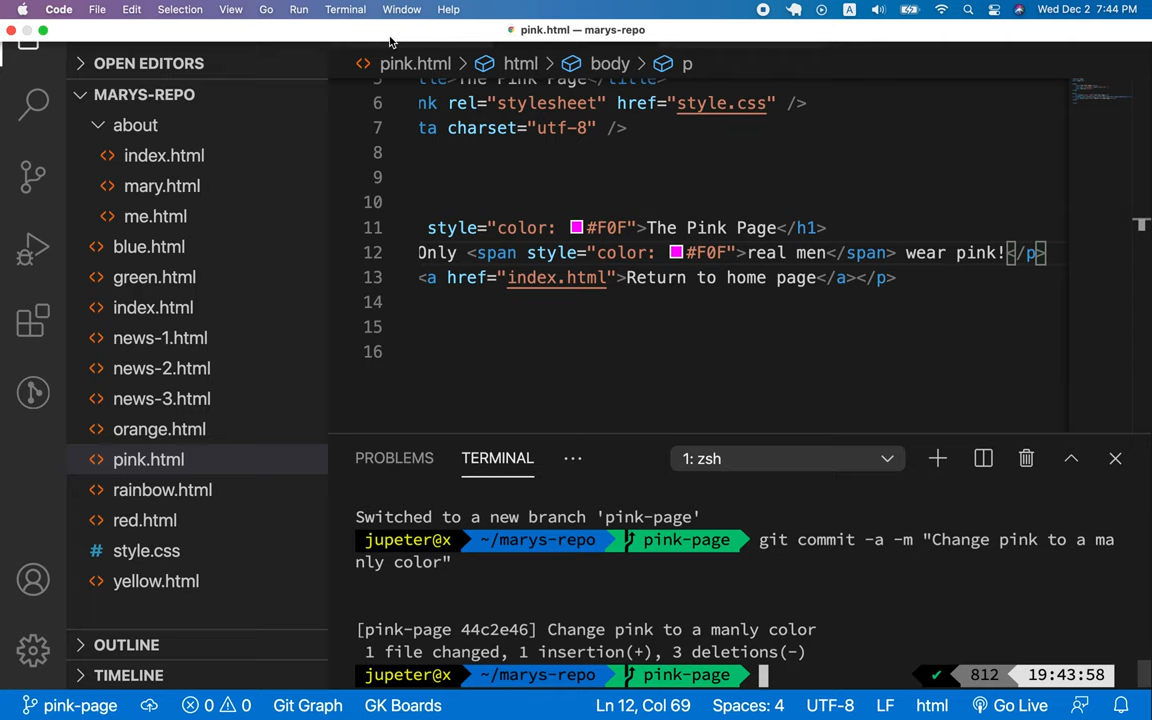 Code File Edit Selection View Go Run Terminal Window Help A Wed Dec 2 7:44 PM
pink.html — marys-repo
OPEN EDITORS
MARYS-REPO
about
index.html
mary.html
me.html
blue.html
green.html
index.html
news-1.html
news-2.html
news-3.html
orange.html
pink.html
rainbow.html
red.html
# style.css
yellow.html
OUTLINE
TIMELINE
pink.html > html > body > p
6 nk rel="stylesheet" href="style.css" />
7 ta charset="utf-8" />
8
9
10
11 style="color: #F0F">The Pink Page</h1>
12 Only <span style="color: #F0F">real men</span> wear pink!</p>
13 <a href="index.html">Return to home page</a></p>
14
15
16
PROBLEMS TERMINAL ··· 1: zsh
Switched to a new branch 'pink-page'
jupeter@x ~/marys-repo pink-page git commit -a -m "Change pink to a ma
nly color"
[pink-page 44c2e46] Change pink to a manly color
1 file changed, 1 insertion(+), 3 deletions(-)
jupeter@x ~/marys-repo pink-page ✔ 812 19:43:58
pink-page 0 0 Git Graph GK Boards Ln 12, Col 69 Spaces: 4 UTF-8 LF html Go Live